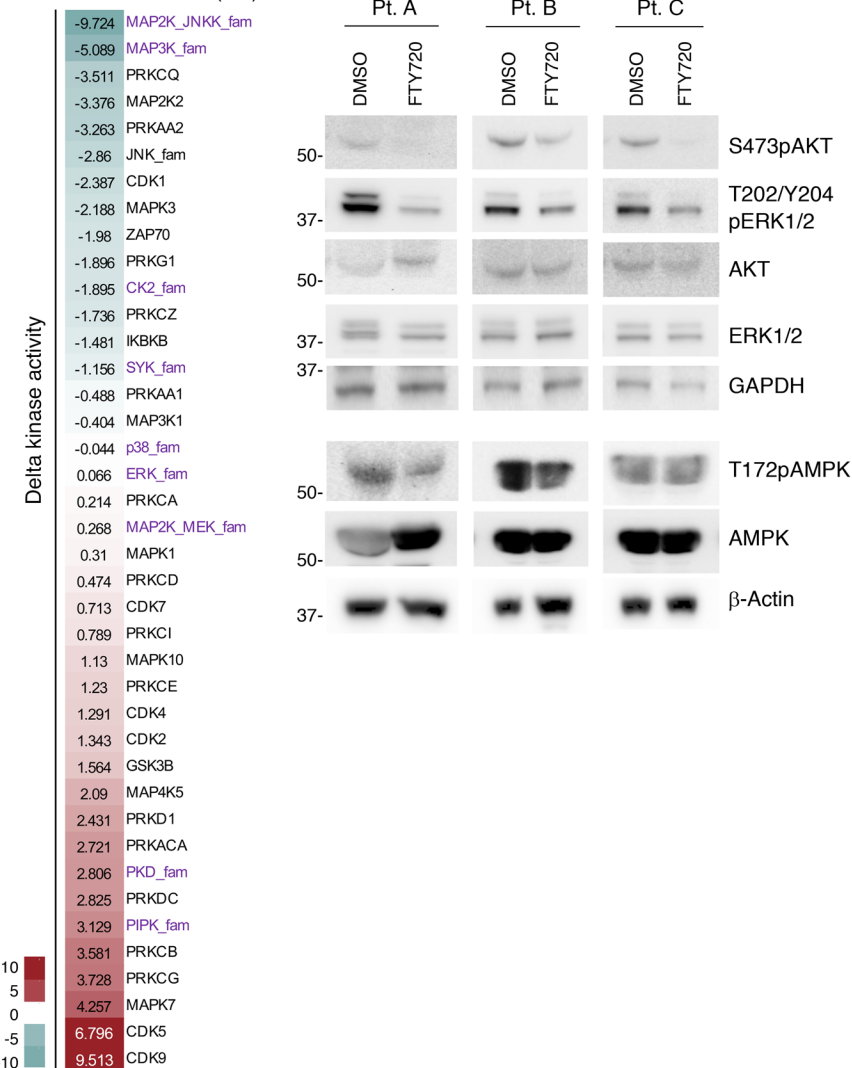 Delta kinase activity
-9.724 MAP2K_JNKK_fam
-5.089 MAP3K_fam
-3.511 PRKCQ
-3.376 MAP2K2
-3.263 PRKAA2
-2.86 JNK_fam
-2.387 CDK1
-2.188 MAPK3
-1.98 ZAP70
-1.896 PRKG1
-1.895 CK2_fam
-1.736 PRKCZ
-1.481 IKBKB
-1.156 SYK_fam
-0.488 PRKAA1
-0.404 MAP3K1
-0.044 p38_fam
0.066 ERK_fam
0.214 PRKCA
0.268 MAP2K_MEK_fam
0.31 MAPK1
0.474 PRKCD
0.713 CDK7
0.789 PRKCI
1.13 MAPK10
1.23 PRKCE
1.291 CDK4
1.343 CDK2
1.564 GSK3B
2.09 MAP4K5
2.431 PRKD1
2.721 PRKACA
2.806 PKD_fam
2.825 PRKDC
3.129 PIPK_fam
3.581 PRKCB
3.728 PRKCG
4.257 MAPK7
6.796 CDK5
9.513 CDK9
10
5
0
-5
10
Pt. A Pt. B Pt. C
DMSO FTY720 DMSO FTY720 DMSO FTY720
50- S473pAKT
T202/Y204
37- pERK1/2
50- AKT
37- ERK1/2
37-
GAPDH
50- T172pAMPK
50- AMPK
37- β-Actin